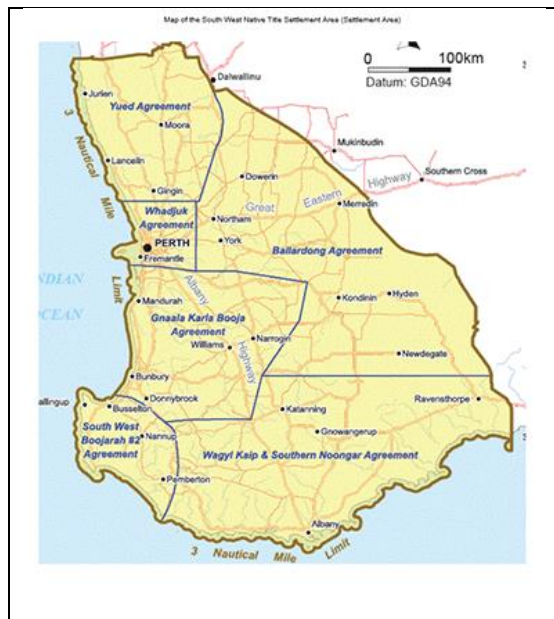 Map of the South West Native Title Settlement Area (Settlement Area)
0 100km
Datum: GDA94
Dalwallinu
Jurien
Yued Agreement
Moora
3 Nautical Mile Limit
Mukinbudin
Lancelin
Southern Cross
Highway
Dowerin
Gingin
Eastern
Merredin
Great
Whadjuk
Agreement
Northam
York
PERTH
Ballardong Agreement
Fremantle
INDIAN
OCEAN
Albany
Mandurah
Kondinin
Hyden
Gnaala Karla Booja
Agreement
Williams
Narrogin
Highway
Newdegate
Bunbury
Donnybrook
allingup
Busselton
Katanning
Ravensthorpe
South West
Boojarah #2
Agreement
Nannup
Gnowangerup
Wagyl Kaip & Southern Noongar Agreement
Pemberton
Albany
3 Nautical Mile Limit